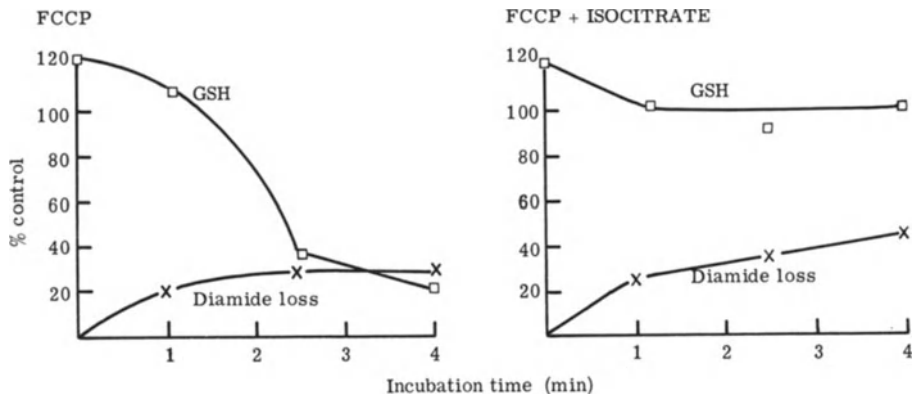 FCCP
120
100
80
60
40
20
% control
GSH
Diamide loss
1
2
3
4
FCCP + ISOCITRATE
120
100
80
60
40
20
GSH
Diamide loss
1
2
3
4
Incubation time (min)